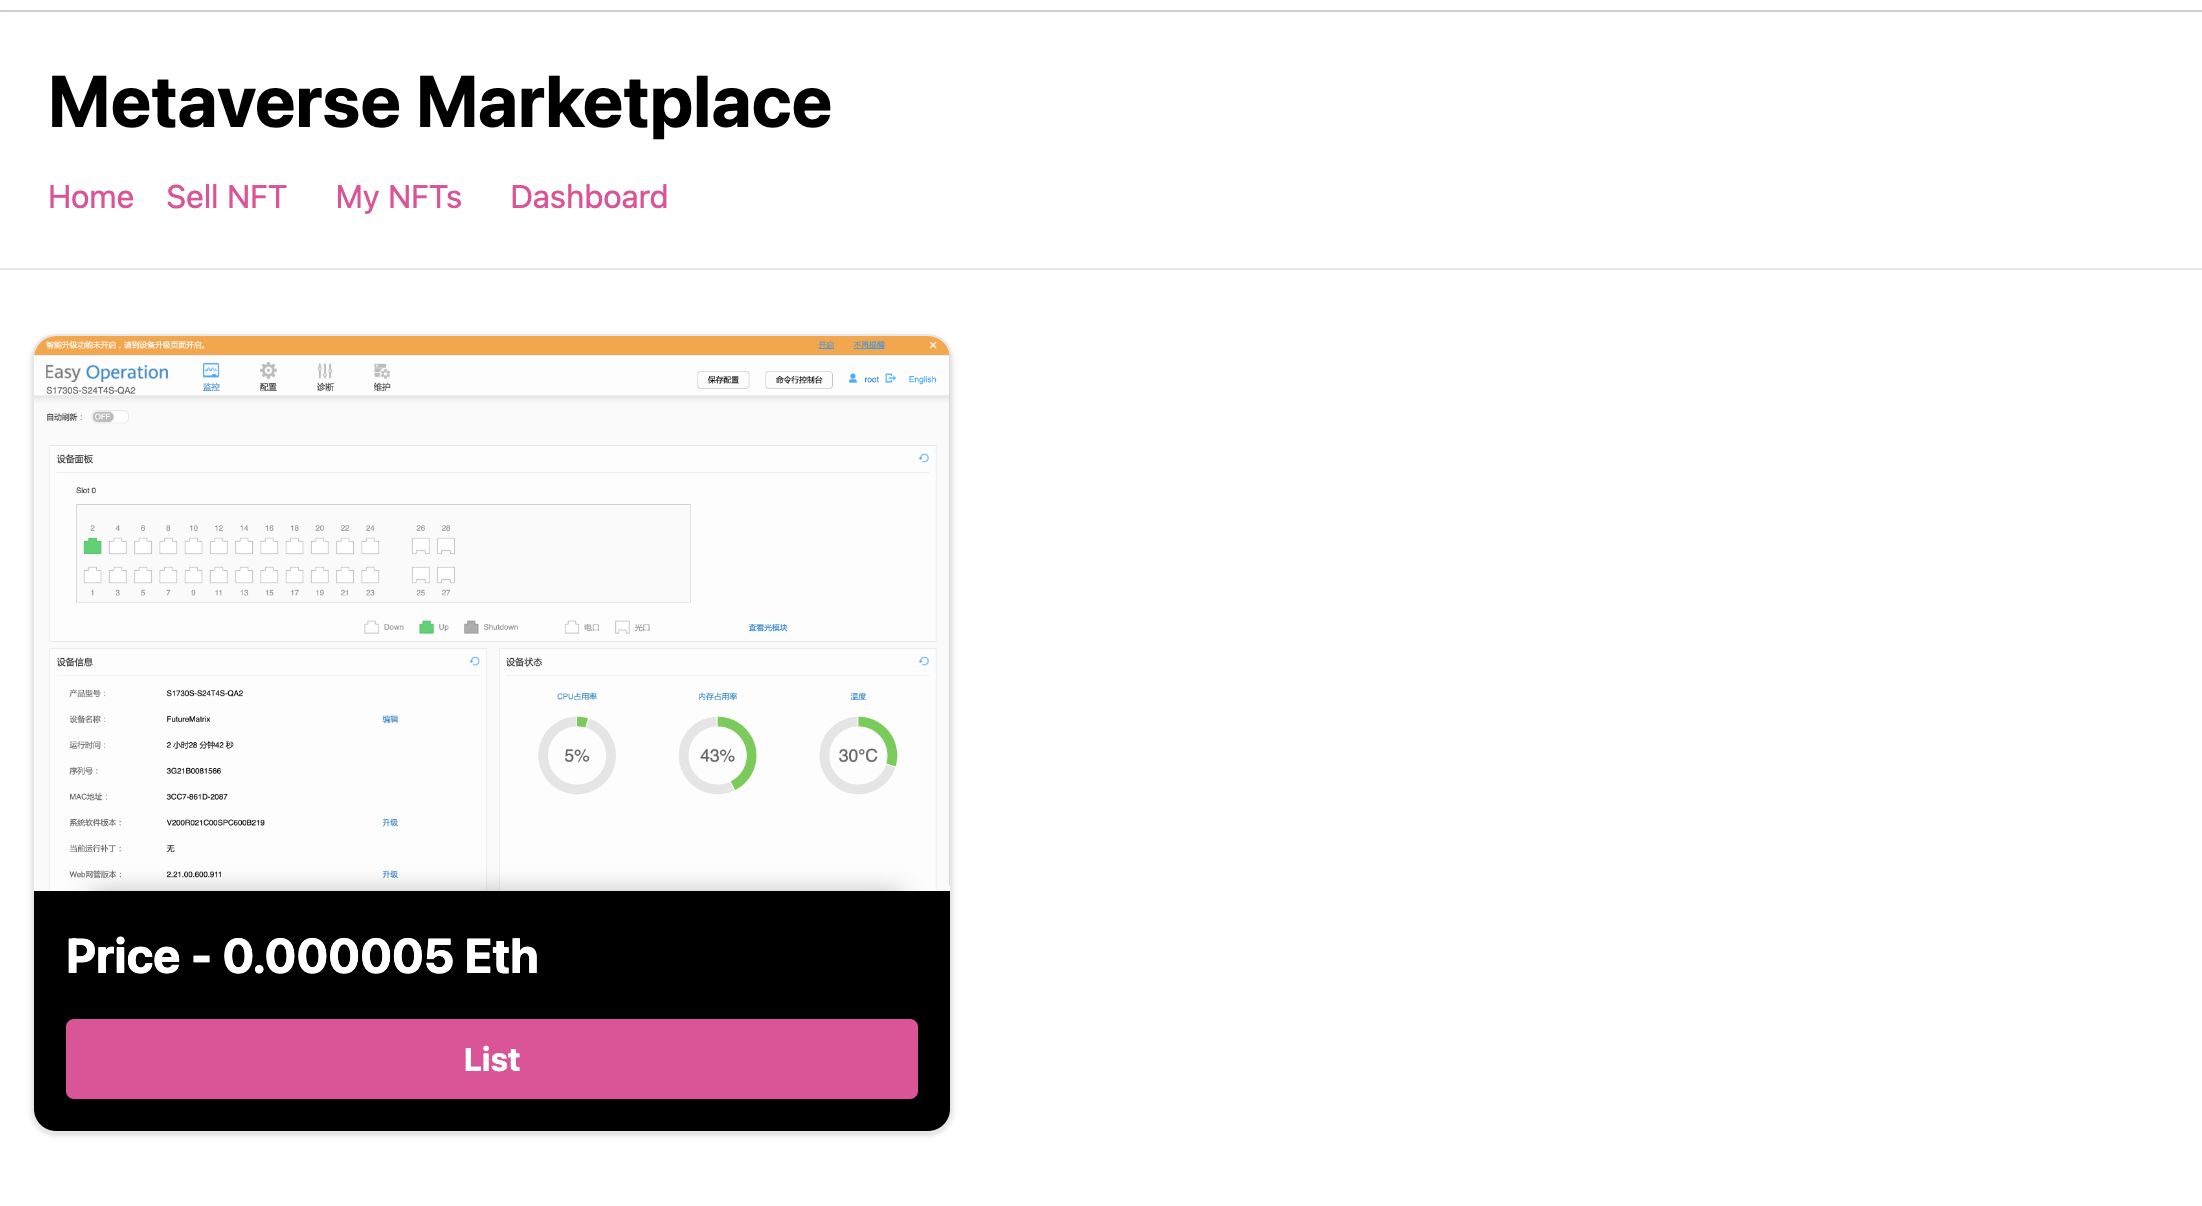 Metaverse Marketplace
Home Sell NFT My NFTs Dashboard
智能升级功能未开启，请到设备升级页面开启。 开启 不再提醒
Easy Operation
S1730S-S24T4S-QA2
监控 配置 诊断 维护
保存配置 命令行控制台 root English
自动刷新： OFF
设备面板
Slot 0
2 4 6 8 10 12 14 16 18 20 22 24 26 28
1 3 5 7 9 11 13 15 17 19 21 23 25 27
Down Up Shutdown 电口 光口 查看光模块
设备信息
产品型号： S1730S-S24T4S-QA2
设备名称： FutureMatrix 编辑
运行时间： 2 小时28 分钟42 秒
序列号： 3G21B0081566
MAC地址： 3CC7-861D-2087
系统软件版本： V200R021C00SPC600B219 升级
当前运行补丁： 无
Web网管版本： 2.21.00.600.911 升级
设备状态
CPU占用率 内存占用率 温度
5% 43% 30°C
Price - 0.000005 Eth
List